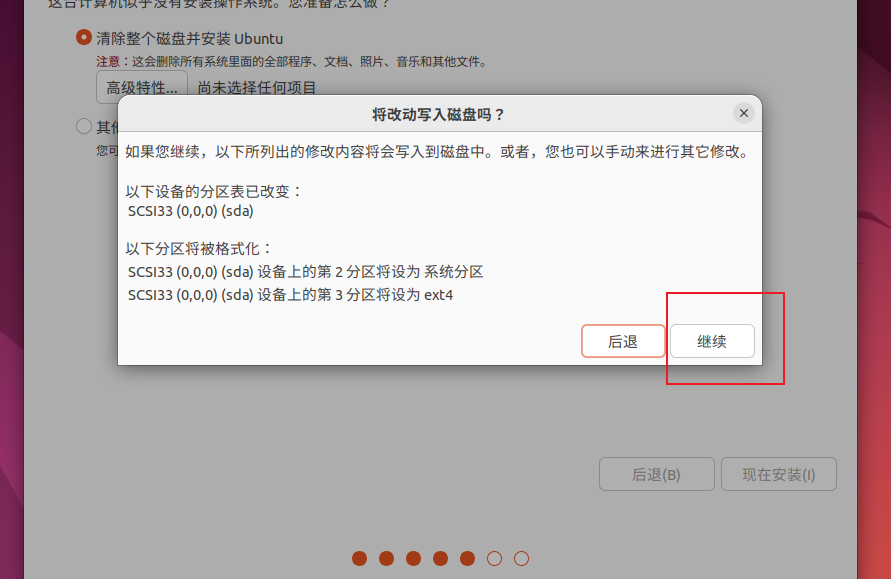 这台计算机似乎没有安装操作系统。您准备怎么做？
清除整个磁盘并安装 Ubuntu
注意：这会删除所有系统里面的全部程序、文档、照片、音乐和其他文件。
高级特性... 尚未选择任何项目
将改动写入磁盘吗？
其他
您可
如果您继续，以下所列出的修改内容将会写入到磁盘中。或者，您也可以手动来进行其它修改。
以下设备的分区表已改变：
SCSI33 (0,0,0) (sda)
以下分区将被格式化：
SCSI33 (0,0,0) (sda) 设备上的第 2 分区将设为 系统分区
SCSI33 (0,0,0) (sda) 设备上的第 3 分区将设为 ext4
后退 继续
后退(B) 现在安装(I)